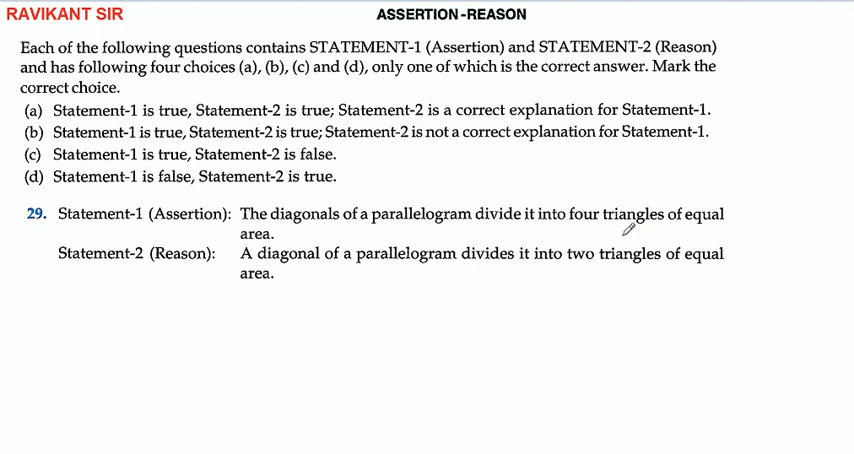 RAVIKANT SIR
ASSERTION-REASON
Each of the following questions contains STATEMENT-1 (Assertion) and STATEMENT-2 (Reason)
and has following four choices (a), (b), (c) and (d), only one of which is the correct answer. Mark the
correct choice.
(a) Statement-1 is true, Statement-2 is true; Statement-2 is a correct explanation for Statement-1.
(b) Statement-1 is true, Statement-2 is true; Statement-2 is not a correct explanation for Statement-1.
(c) Statement-1 is true, Statement-2 is false.
(d) Statement-1 is false, Statement-2 is true.
29. Statement-1 (Assertion): The diagonals of a parallelogram divide it into four triangles of equal
area.
Statement-2 (Reason): A diagonal of a parallelogram divides it into two triangles of equal
area.